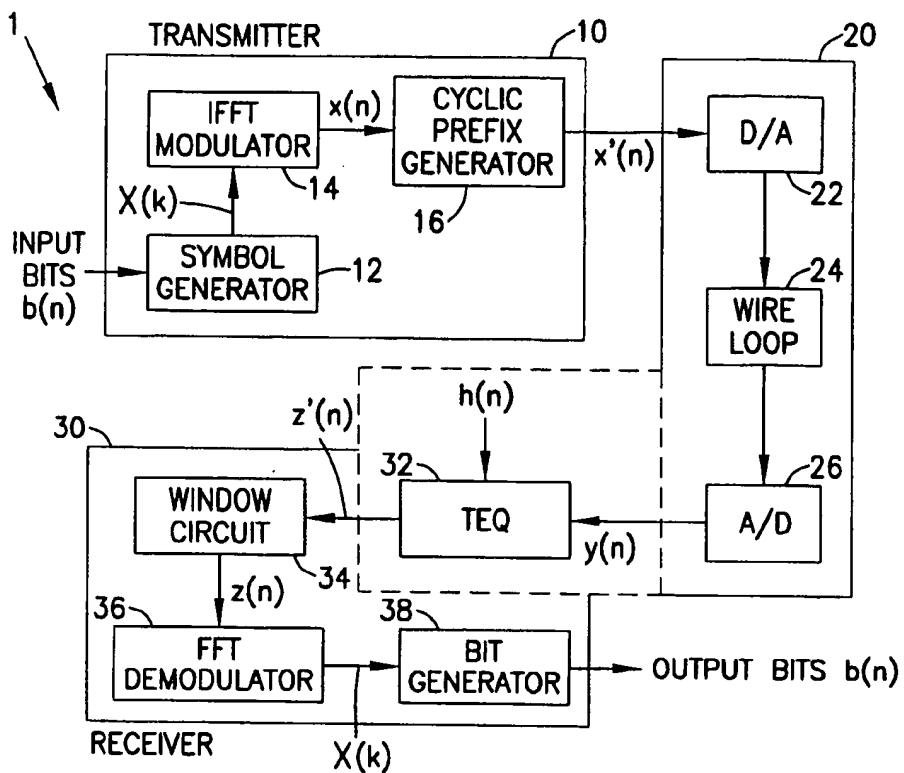 1
TRANSMITTER
10
20
IFFT
MODULATOR
14
x(n)
CYCLIC
PREFIX
GENERATOR
16
x'(n)
D/A
22
X(k)
INPUT
BITS
b(n)
SYMBOL
GENERATOR
12
24
WIRE
LOOP
h(n)
z'(n)
30
32
26
WINDOW
CIRCUIT
34
TEQ
y(n)
A/D
z(n)
36
38
FFT
DEMODULATOR
BIT
GENERATOR
OUTPUT BITS b(n)
RECEIVER
X(k)